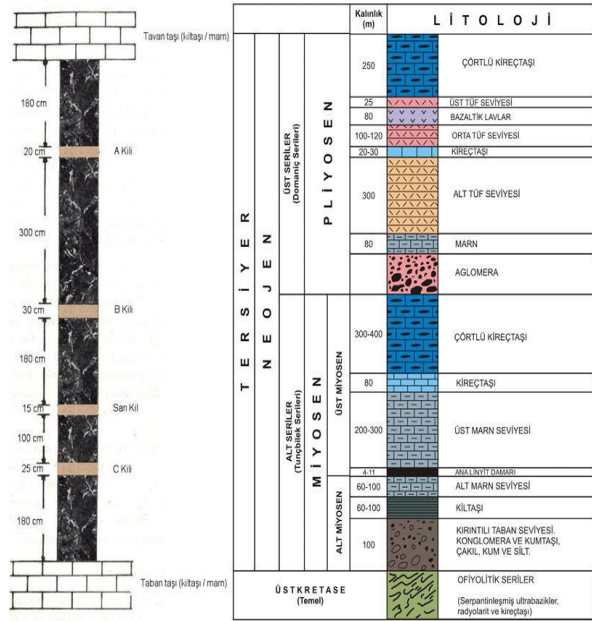 Tavan taşı (kiltaşı / marn)
180 cm
20 cm
A Kili
300 cm
30 cm
B Kili
180 cm
15 cm
Sarı Kil
100 cm
25 cm
C Kili
180 cm
Taban taşı (kiltaşı / marn)
Kalınlık
(m)
L İ T O L O J İ
TERSİYER
NEOJEN
ÜST SERİLER
(Domaniç Serileri)
PLİYOSEN
250
ÇÖRTLÜ KİREÇTAŞI
25
ÜST TÜF SEVİYESİ
80
BAZALTİK LAVLAR
100-120
ORTA TÜF SEVİYESİ
20-30
KİREÇTAŞI
300
ALT TÜF SEVİYESİ
80
MARN
AGLOMERA
ALT SERİLER
(Tunçbilek Serileri)
MİYOSEN
ÜST MİYOSEN
300-400
ÇÖRTLÜ KİREÇTAŞI
80
KİREÇTAŞI
200-300
ÜST MARN SEVİYESİ
4-11
ANA LİNYİT DAMARI
ALT MİYOSEN
60-100
ALT MARN SEVİYESİ
60-100
KİLTAŞI
100
KIRINTILI TABAN SEVİYESİ.
KONGLOMERA VE KUMTAŞI,
ÇAKIL, KUM VE SİLT.
ÜSTKRETASE
(Temel)
OFİYOLİTİK SERİLER
(Serpantinleşmiş ultrabazikler,
radyolarit ve kireçtaşı)